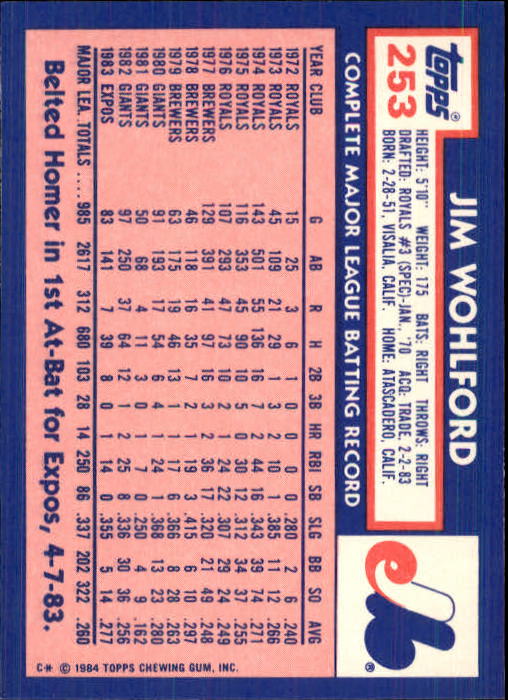 topps®
253
JIM WOHLFORD
HEIGHT: 5'10" WEIGHT: 175 BATS: RIGHT THROWS: RIGHT
DRAFTED: ROYALS #3 (SPEC)-JAN., '70 ACQ: TRADE, 2-2-83
BORN: 2-28-51, VISALIA, CALIF. HOME: ATASCADERO, CALIF.
COMPLETE MAJOR LEAGUE BATTING RECORD
YEAR CLUB G AB R H 2B 3B HR RBI SB SLG BB SO AVG
1972 ROYALS 15 25 3 6 1 0 0 0 0 .280 2 6 .240
1973 ROYALS 45 109 21 29 1 3 2 10 1 .385 11 12 .266
1974 ROYALS 143 501 55 136 16 7 2 44 16 .343 39 74 .271
1975 ROYALS 116 353 45 90 10 5 0 30 12 .312 34 37 .255
1976 ROYALS 107 293 47 73 10 2 1 24 22 .307 29 24 .249
1977 BREWERS 129 391 41 97 16 3 2 36 17 .320 21 49 .248
1978 BREWERS 46 118 16 35 7 2 1 19 3 .415 6 10 .297
1979 BREWERS 63 175 19 46 13 1 1 17 6 .366 8 28 .263
1980 GIANTS 91 193 17 54 6 4 1 24 1 .368 13 23 .280
1981 GIANTS 50 68 4 11 3 0 1 7 0 .250 4 9 .162
1982 GIANTS 97 250 37 64 12 1 2 25 8 .336 30 36 .256
1983 EXPOS 83 141 7 39 8 0 1 14 0 .355 5 14 .277
MAJOR LEA. TOTALS .... 985 2617 312 680 103 28 14 250 86 .337 202 322 .260
Belted Homer in 1st At-Bat for Expos, 4-7-83.
C* © 1984 TOPPS CHEWING GUM, INC.